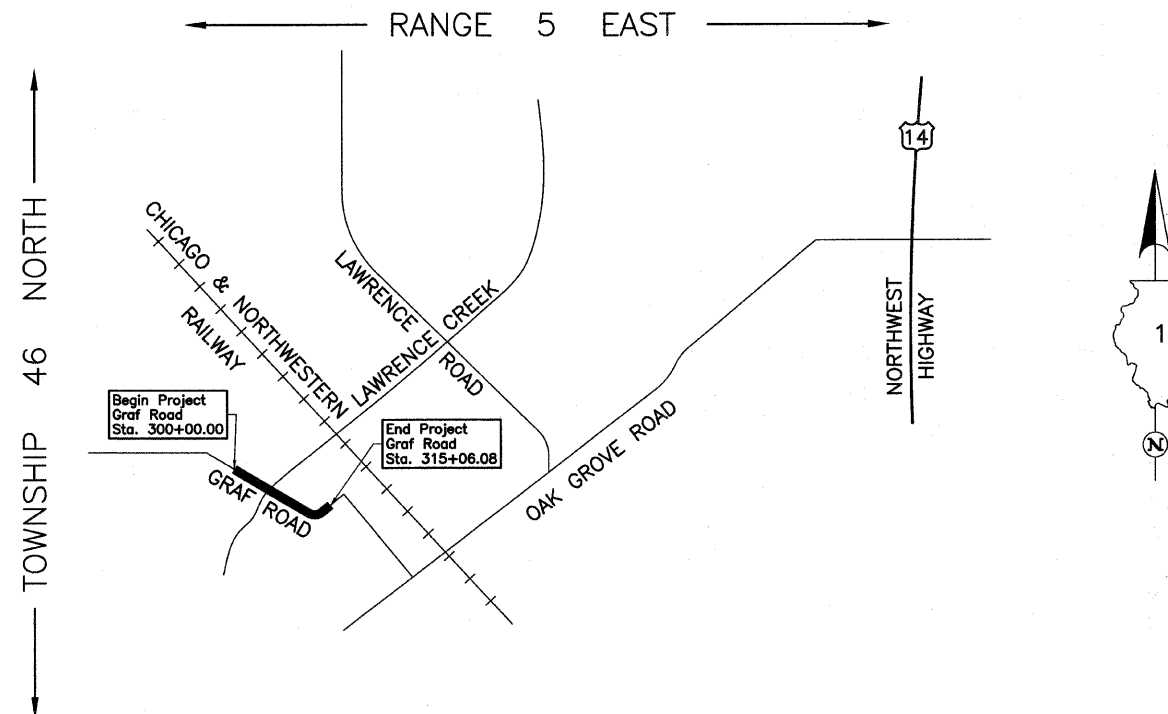 RANGE 5 EAST
TOWNSHIP 46 NORTH
14
NORTHWEST
HIGHWAY
CHICAGO & NORTHWESTERN
RAILWAY
LAWRENCE
ROAD
LAWRENCE CREEK
Begin Project
Graf Road
Sta. 300+00.00
End Project
Graf Road
Sta. 315+06.08
GRAF ROAD
OAK GROVE ROAD
1
N